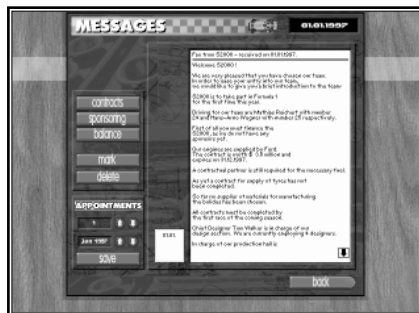 MESSAGES
01.01.1997
Fax from S2000 - received on 01.01.1997.
Welcome S2000 !
We are very pleased that you have chosen our team.
In order to ease your entry into our team,
we would like to give you a brief introduction to the team
S2000 is to take part in Formula 1
for the first time this year.
Driving for our team are Mathias Reichert with number
24 and Hans-Arno Wegner with number 25 respectively.
First of all we must finance the
S2000, as we do not have any
sponsors yet.
Our engines are supplied by Ford.
The contract is worth $ 0.8 million and
expires on 01.12.1997.
A contractual partner is still required for the necessary fuel.
As yet a contract for supply of tyres has not
been completed.
So far no supplier of materials for manufacturing
the bolides has been chosen.
All contracts must be completed by
the first race of the coming season.
Chief Designer Tom Walker is in charge of our
design section. We are currently employing 4 designers.
In charge of our production hall is
contracts
sponsoring
balance
mark
delete
APPOINTMENTS
1
Jan 1997
save
01.01.
back